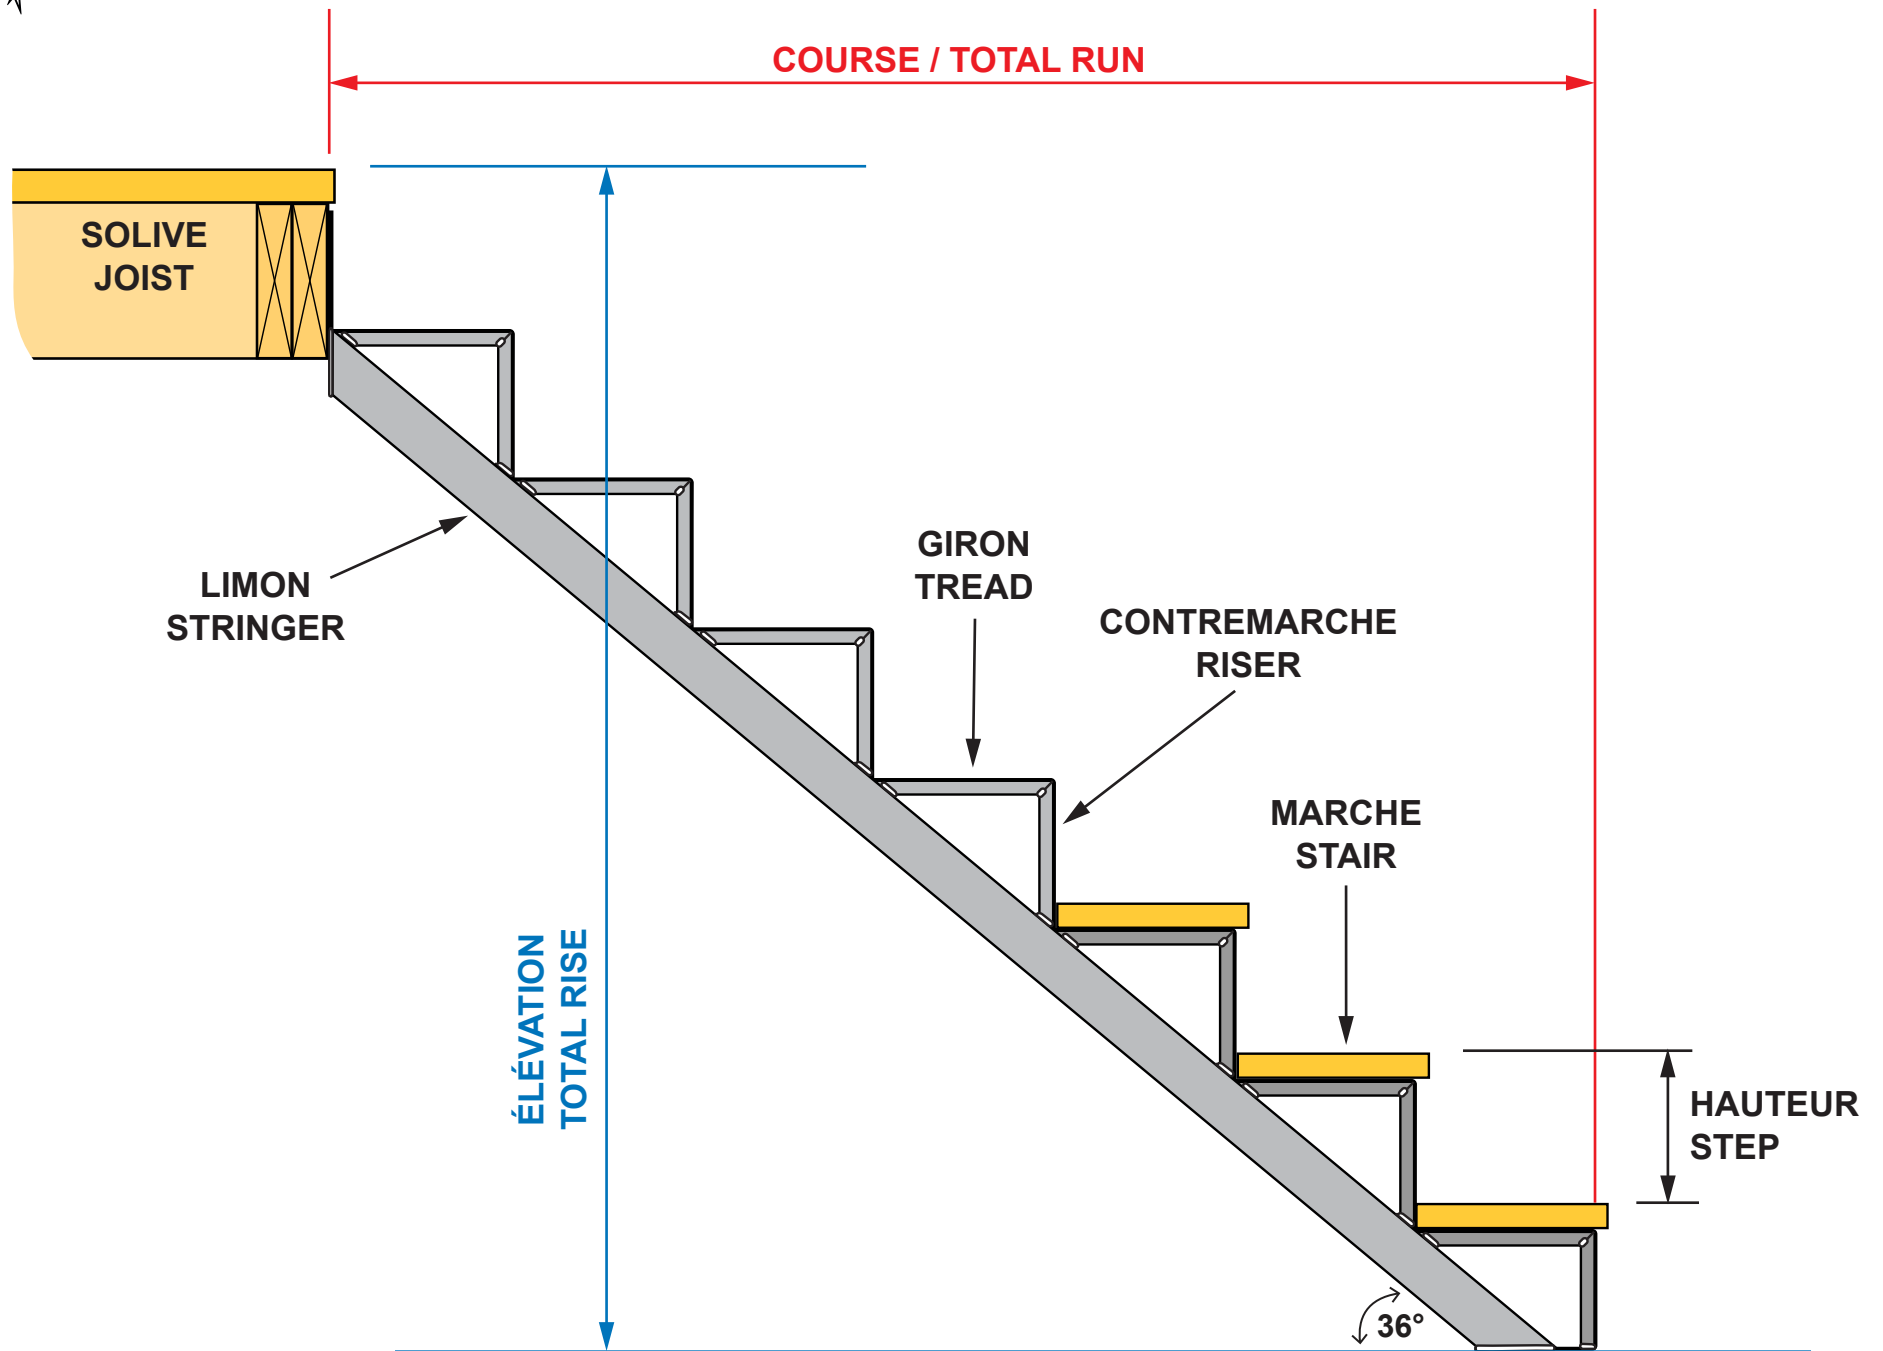 COURSE / TOTAL RUN
SOLIVE
JOIST
LIMON
STRINGER
GIRON
TREAD
CONTREMARCHE
RISER
MARCHE
STAIR
ÉLÉVATION
TOTAL RISE
HAUTEUR
STEP
36°